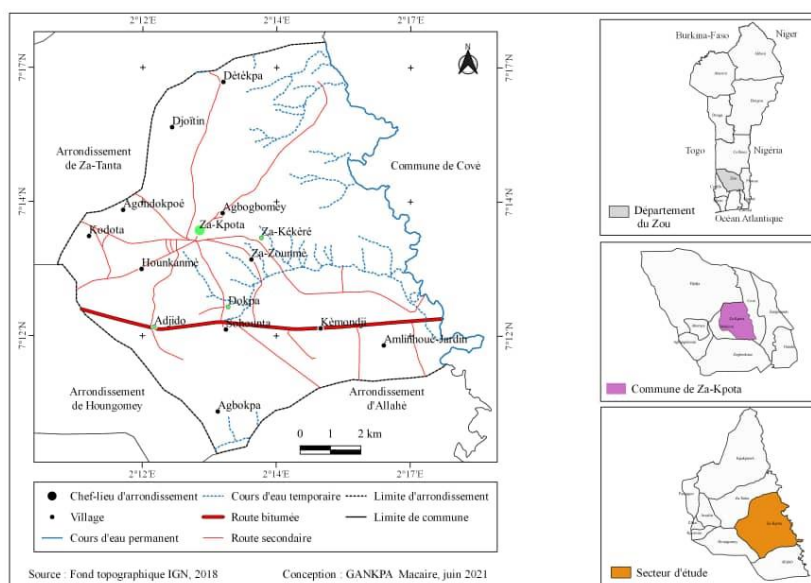 2°12'E
2°14'E
2°17'E
7°17'N
7°17'N
N
Dètèkpa
Djoïtin
Arrondissement
de Za-Tanta
Commune de Covè
7°14'N
7°14'N
Agondokpoé
Agbogbomey
Za-Kpota
Za-Kékéré
Kodota
Za-Zounmè
Hounkanmè
Dokpa
Adjido
Sohounta
Kèmondji
7°12'N
7°12'N
Amlinhoué-Jardin
Arrondissement
de Houngomey
Arrondissement
d'Allahé
Agbokpa
0 1 2 km
2°12'E
2°14'E
2°17'E
Chef-lieu d'arrondissement
Cours d'eau temporaire
Limite d'arrondissement
Village
Route bitumée
Limite de commune
Cours d'eau permanent
Route secondaire
Source : Fond topographique IGN, 2018
Conception : GANKPA Macaire, juin 2021
Burkina-Faso
Niger
Togo
Nigéria
Zou
Océan Atlantique
Département
du Zou
Commune de Za-Kpota
Secteur d'étude